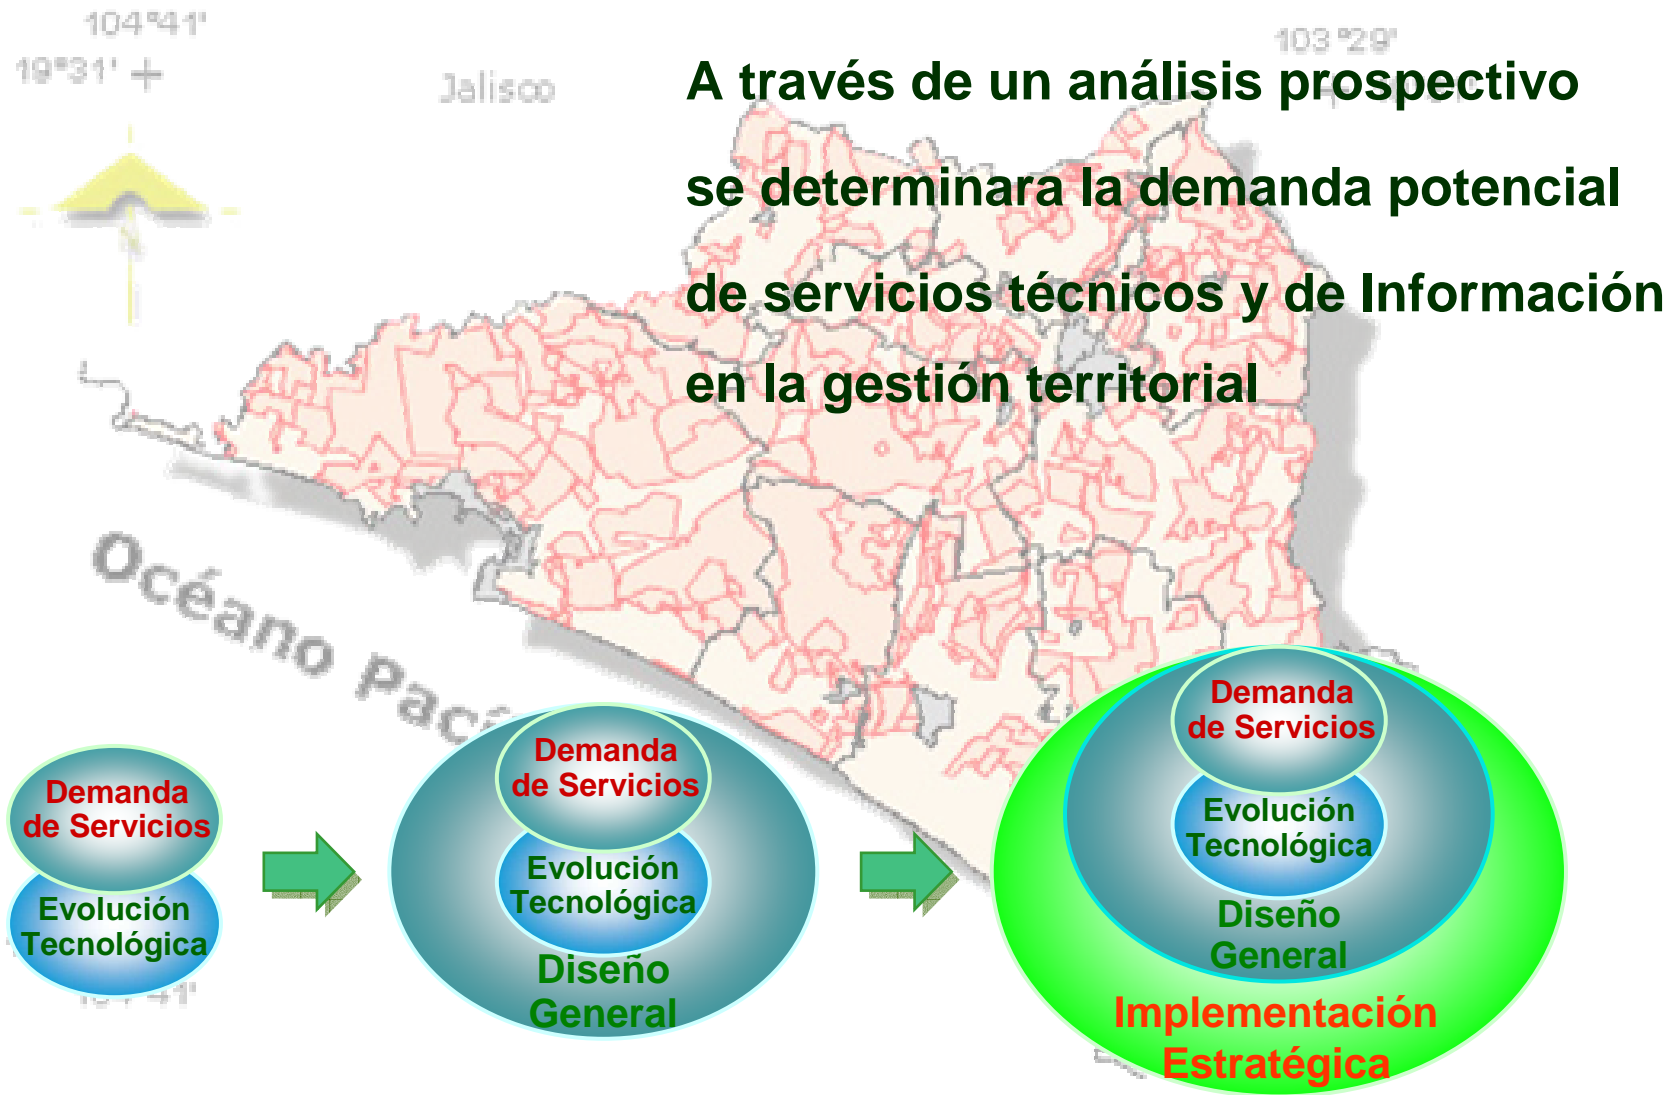 104°41'
19°31'
Jalisco
103°29'
A través de un análisis prospectivo
se determinara la demanda potencial
de servicios técnicos y de Información
en la gestión territorial
Océano
Demanda
de Servicios
Evolución
Tecnológica
Demanda
de Servicios
Evolución
Tecnológica
Diseño
General
Demanda
de Servicios
Evolución
Tecnológica
Diseño
General
Implementación
Estratégica